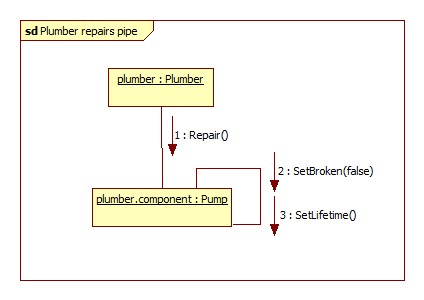 sd Plumber repairs pipe
plumber : Plumber
1 : Repair()
2 : SetBroken(false)
plumber.component : Pump
3 : SetLifetime()